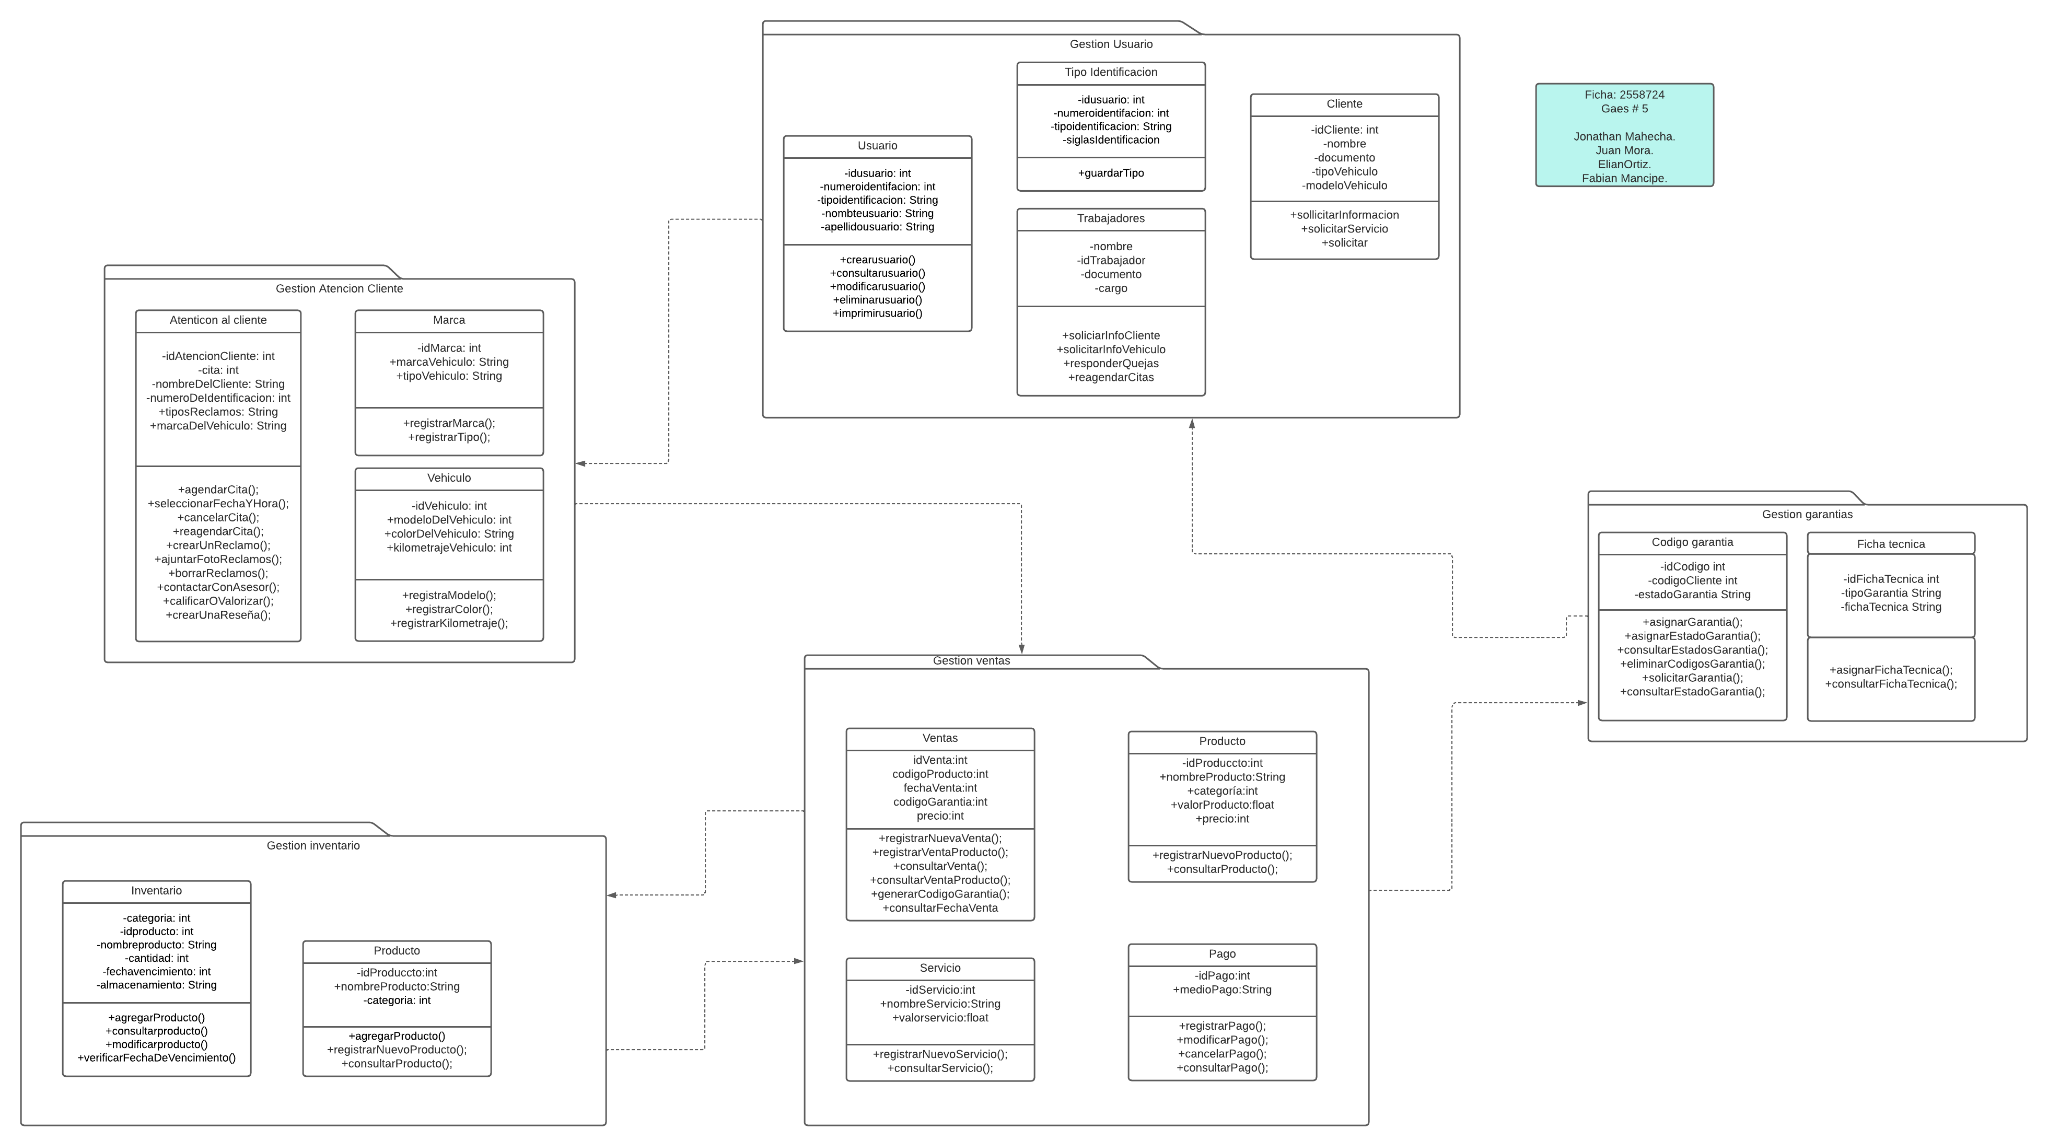 Gestion Usuario
Tipo Identificacion
-idusuario: int
-numeroidentifacion: int
-tipoidentificacion: String
-siglasIdentificacion
+guardarTipo
Cliente
-idCliente: int
-nombre
-documento
-tipoVehiculo
-modeloVehiculo
+sollicitarInformacion
+solicitarServicio
+solicitar
Usuario
-idusuario: int
-numeroidentifacion: int
-tipoidentificacion: String
-nombteusuario: String
-apellidousuario: String
+crearusuario()
+consultarusuario()
+modificarusuario()
+eliminarusuario()
+imprimirusuario()
Trabajadores
-nombre
-idTrabajador
-documento
-cargo
+soliciarInfoCliente
+solicitarInfoVehiculo
+responderQuejas
+reagendarCitas
Ficha: 2558724
Gaes # 5
Jonathan Mahecha.
Juan Mora.
ElianOrtiz.
Fabian Mancipe.
Gestion Atencion Cliente
Atenticon al cliente
-idAtencionCliente: int
-cita: int
-nombreDelCliente: String
-numeroDeIdentificacion: int
+tiposReclamos: String
+marcaDelVehiculo: String
+agendarCita();
+seleccionarFechaYHora();
+cancelarCita();
+reagendarCita();
+crearUnReclamo();
+ajuntarFotoReclamos();
+borrarReclamos();
+contactarConAsesor();
+calificarOValorizar();
+crearUnaReseña();
Marca
-idMarca: int
+marcaVehiculo: String
+tipoVehiculo: String
+registrarMarca();
+registrarTipo();
Vehiculo
-idVehiculo: int
+modeloDelVehiculo: int
+colorDelVehiculo: String
+kilometrajeVehiculo: int
+registraModelo();
+registrarColor();
+registrarKilometraje();
Gestion garantias
Codigo garantia
-idCodigo int
-codigoCliente int
-estadoGarantia String
+asignarGarantia();
+asignarEstadoGarantia();
+consultarEstadosGarantia();
+eliminarCodigosGarantia();
+solicitarGarantia();
+consultarEstadoGarantia();
Ficha tecnica
-idFichaTecnica int
-tipoGarantia String
-fichaTecnica String
+asignarFichaTecnica();
+consultarFichaTecnica();
Gestion ventas
Ventas
idVenta:int
codigoProducto:int
fechaVenta:int
codigoGarantia:int
precio:int
+registrarNuevaVenta();
+registrarVentaProducto();
+consultarVenta();
+consultarVentaProducto();
+generarCodigoGarantia();
+consultarFechaVenta
Producto
-idProduccto:int
+nombreProducto:String
+categoría:int
+valorProducto:float
+precio:int
+registrarNuevoProducto();
+consultarProducto();
Servicio
-idServicio:int
+nombreServicio:String
+valorservicio:float
+registrarNuevoServicio();
+consultarServicio();
Pago
-idPago:int
+medioPago:String
+registrarPago();
+modificarPago();
+cancelarPago();
+consultarPago();
Gestion inventario
Inventario
-categoria: int
-idproducto: int
-nombreproducto: String
-cantidad: int
-fechavencimiento: int
-almacenamiento: String
+agregarProducto()
+consultarproducto()
+modificarproducto()
+verificarFechaDeVencimiento()
Producto
-idProduccto:int
+nombreProducto:String
-categoria: int
+agregarProducto()
+registrarNuevoProducto();
+consultarProducto();